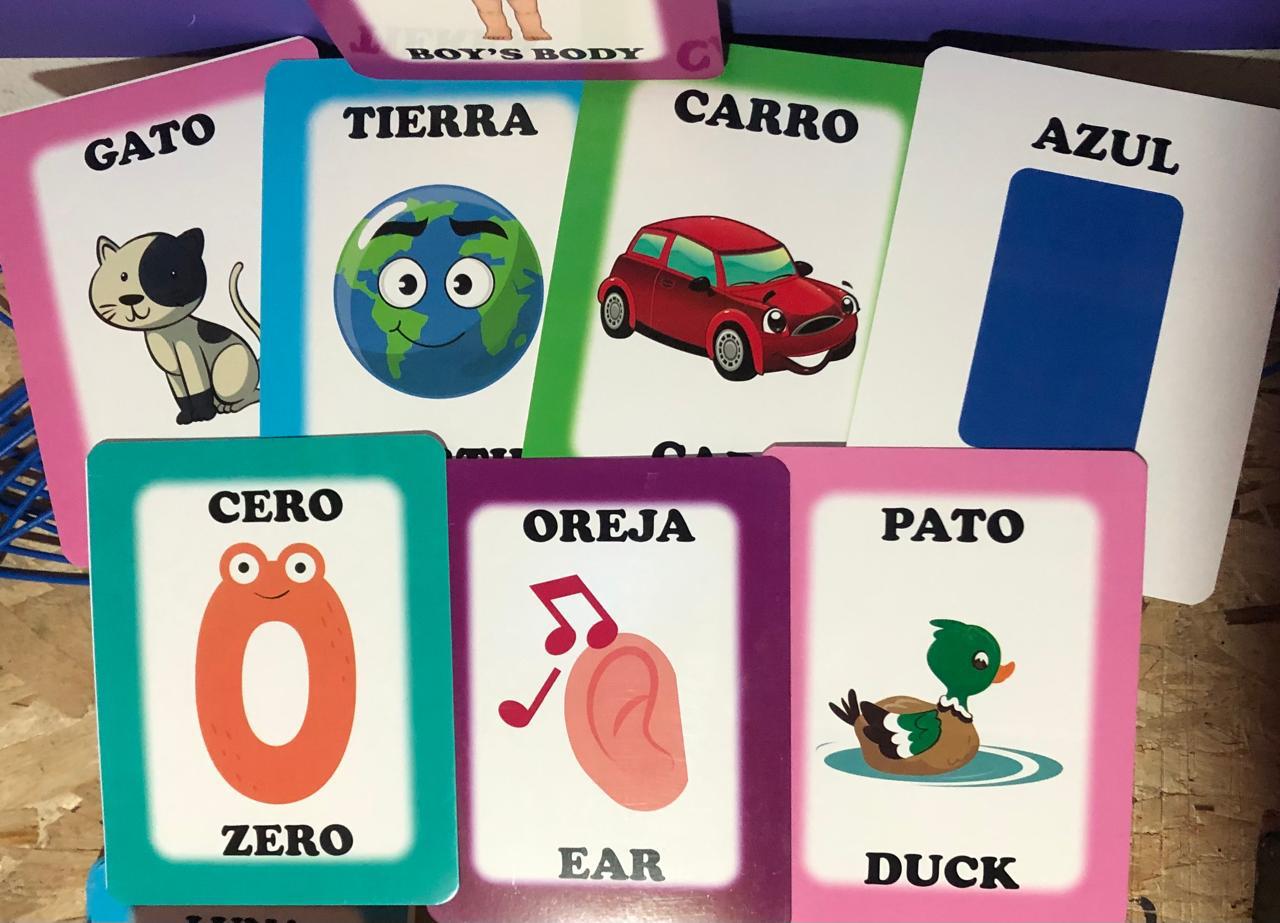 BOY'S BODY
GATO
TIERRA
CARRO
AZUL
CERO
ZERO
OREJA
EAR
PATO
DUCK